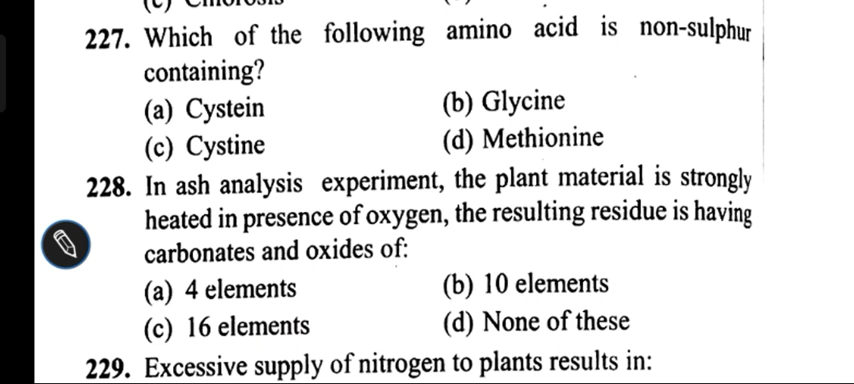 227. Which of the following amino acid is non-sulphur
containing?
(a) Cystein (b) Glycine
(c) Cystine (d) Methionine
228. In ash analysis experiment, the plant material is strongly
heated in presence of oxygen, the resulting residue is having
carbonates and oxides of:
(a) 4 elements (b) 10 elements
(c) 16 elements (d) None of these
229. Excessive supply of nitrogen to plants results in: